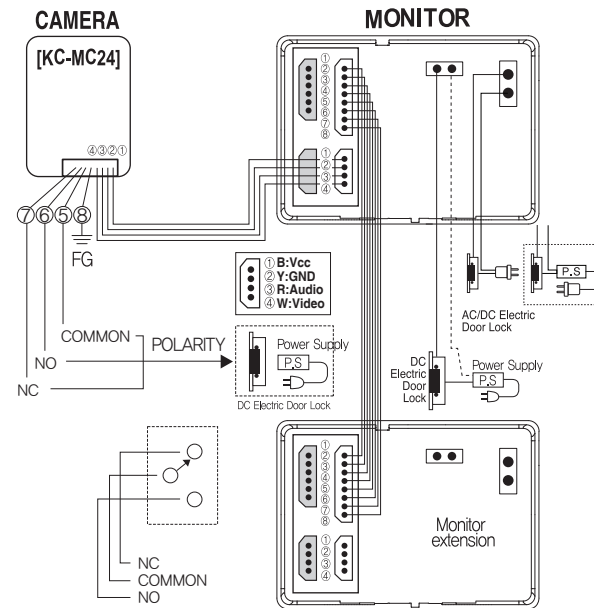 CAMERA
MONITOR
[KC-MC24]
④③②①
①
②
③
④
⑤
⑥
⑦
⑧
①
②
③
④
⑦⑥⑤⑧
FG
① B:Vcc
② Y:GND
③ R:Audio
④ W:Video
P.S
AC/DC Electric
Door Lock
COMMON
POLARITY
NO
NC
Power Supply
P.S
DC Electric Door Lock
DC
Electric
Door
Lock
Power Supply
P.S
①
②
③
④
⑤
⑥
⑦
⑧
①
②
③
④
Monitor
extension
NC
COMMON
NO